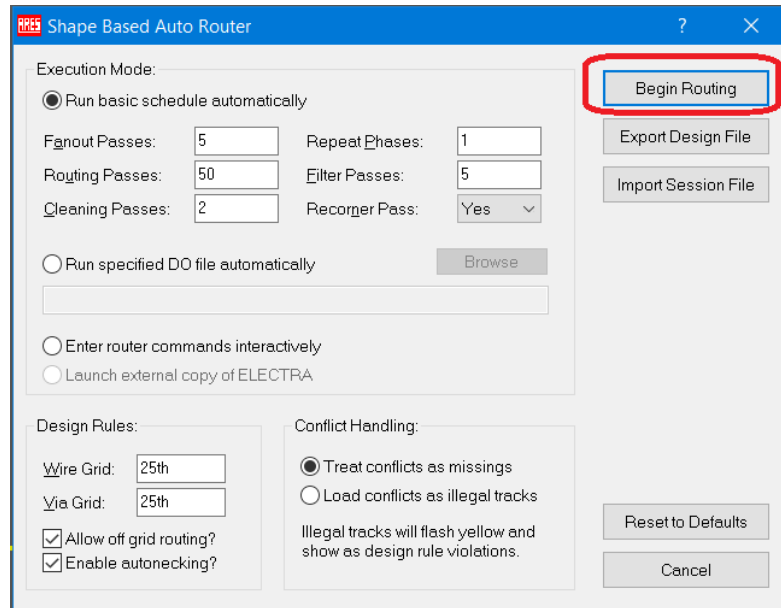 ARES Shape Based Auto Router ? ×
Execution Mode:
Run basic schedule automatically
Fanout Passes: 5 Repeat Phases: 1
Routing Passes: 50 Filter Passes: 5
Cleaning Passes: 2 Recorner Pass: Yes
Run specified DO file automatically Browse
Enter router commands interactively
Launch external copy of ELECTRA
Begin Routing
Export Design File
Import Session File
Design Rules:
Wire Grid: 25th
Via Grid: 25th
Allow off grid routing?
Enable autonecking?
Conflict Handling:
Treat conflicts as missings
Load conflicts as illegal tracks
Illegal tracks will flash yellow and
show as design rule violations.
Reset to Defaults
Cancel